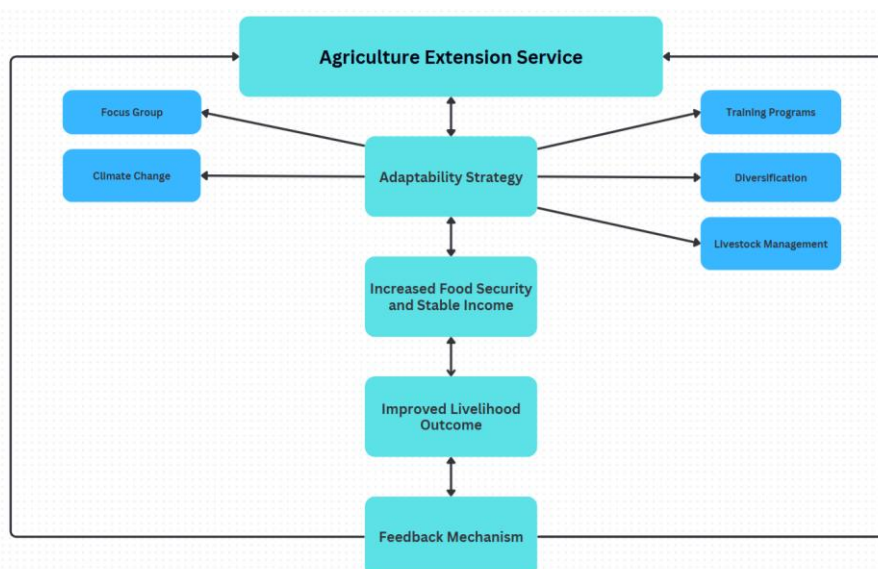 Agriculture Extension Service
Focus Group
Training Programs
Climate Change
Adaptability Strategy
Diversification
Livestock Management
Increased Food Security
and Stable Income
Improved Livelihood
Outcome
Feedback Mechanism